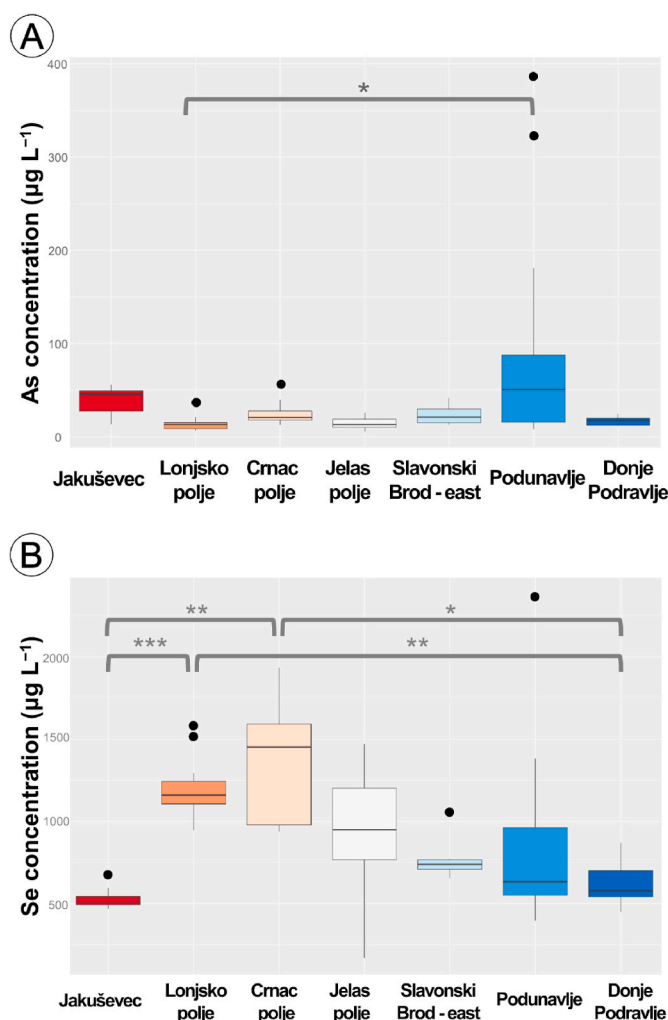 A
As concentration (µg L⁻¹)
400
300
200
100
0
*
Jakuševec
Lonjsko
polje
Crnac
polje
Jelas
polje
Slavonski
Brod - east
Podunavlje
Donje
Podravlje
B
Se concentration (µg L⁻¹)
2000
1500
1000
500
**
*
***
**
Jakuševec
Lonjsko
polje
Crnac
polje
Jelas
polje
Slavonski
Brod - east
Podunavlje
Donje
Podravlje